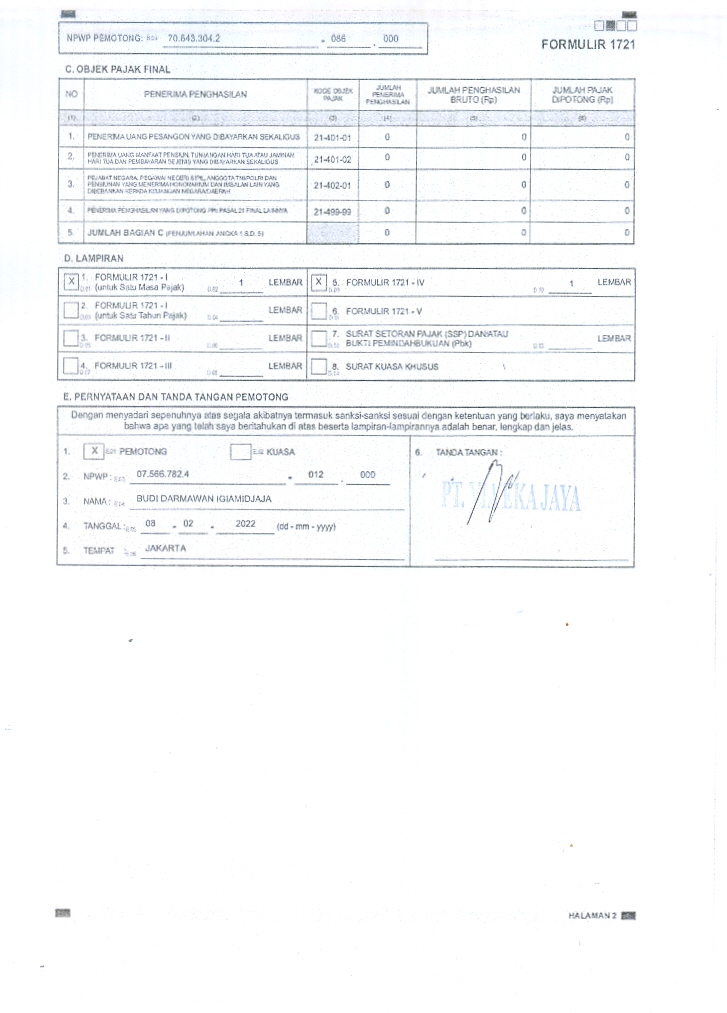 NPWP PEMOTONG: 70.643.304.2 - 086 . 000
FORMULIR 1721
C. OBJEK PAJAK FINAL
NO PENERIMA PENGHASILAN KODE OBJEK PAJAK JUMLAH PENERIMA PENGHASILAN JUMLAH PENGHASILAN BRUTO (Rp) JUMLAH PAJAK DIPOTONG (Rp)
(1) (2) (3) (4) (5) (6)
1. PENERIMA UANG PESANGON YANG DIBAYARKAN SEKALIGUS 21-401-01 0 0 0
2. PENERIMA UANG MANFAAT PENSIUN, TUNJANGAN HARI TUA ATAU JAMINAN
HARI TUA DAN PEMBAYARAN SEJENIS YANG DIBAYARKAN SEKALIGUS 21-401-02 0 0 0
3. PEJABAT NEGARA, PEGAWAI NEGERI SIPIL, ANGGOTA TNI/POLRI DAN
PENSIUNAN YANG MENERIMA HONORARIUM DAN IMBALAN LAIN YANG
DIBEBANKAN KEPADA KEUANGAN NEGARA/DAERAH 21-402-01 0 0 0
4. PENERIMA PENGHASILAN YANG DIPOTONG PPh PASAL 21 FINAL LAINNYA 21-499-99 0 0 0
5. JUMLAH BAGIAN C (PENJUMLAHAN ANGKA 1 S.D. 5) 0 0 0
D. LAMPIRAN
X 1. FORMULIR 1721 - I
(untuk Satu Masa Pajak) D.02 1 LEMBAR
X 5. FORMULIR 1721 - IV D.10 1 LEMBAR
2. FORMULIR 1721 - I
(untuk Satu Tahun Pajak) LEMBAR
6. FORMULIR 1721 - V
3. FORMULIR 1721 - II LEMBAR
7. SURAT SETORAN PAJAK (SSP) DAN/ATAU
BUKTI PEMINDAHBUKUAN (Pbk) LEMBAR
4. FORMULIR 1721 - III LEMBAR
8. SURAT KUASA KHUSUS
E. PERNYATAAN DAN TANDA TANGAN PEMOTONG
Dengan menyadari sepenuhnya atas segala akibatnya termasuk sanksi-sanksi sesuai dengan ketentuan yang berlaku, saya menyatakan
bahwa apa yang telah saya beritahukan di atas beserta lampiran-lampirannya adalah benar, lengkap dan jelas.
1. X E.01 PEMOTONG E.02 KUASA
2. NPWP : E.03 07.566.782.4 - 012 . 000
3. NAMA : E.04 BUDI DARMAWAN IGIAMIDJAJA
4. TANGGAL : E.05 08 - 02 - 2022 (dd - mm - yyyy)
5. TEMPAT : E.06 JAKARTA
6. TANDA TANGAN :
HALAMAN 2